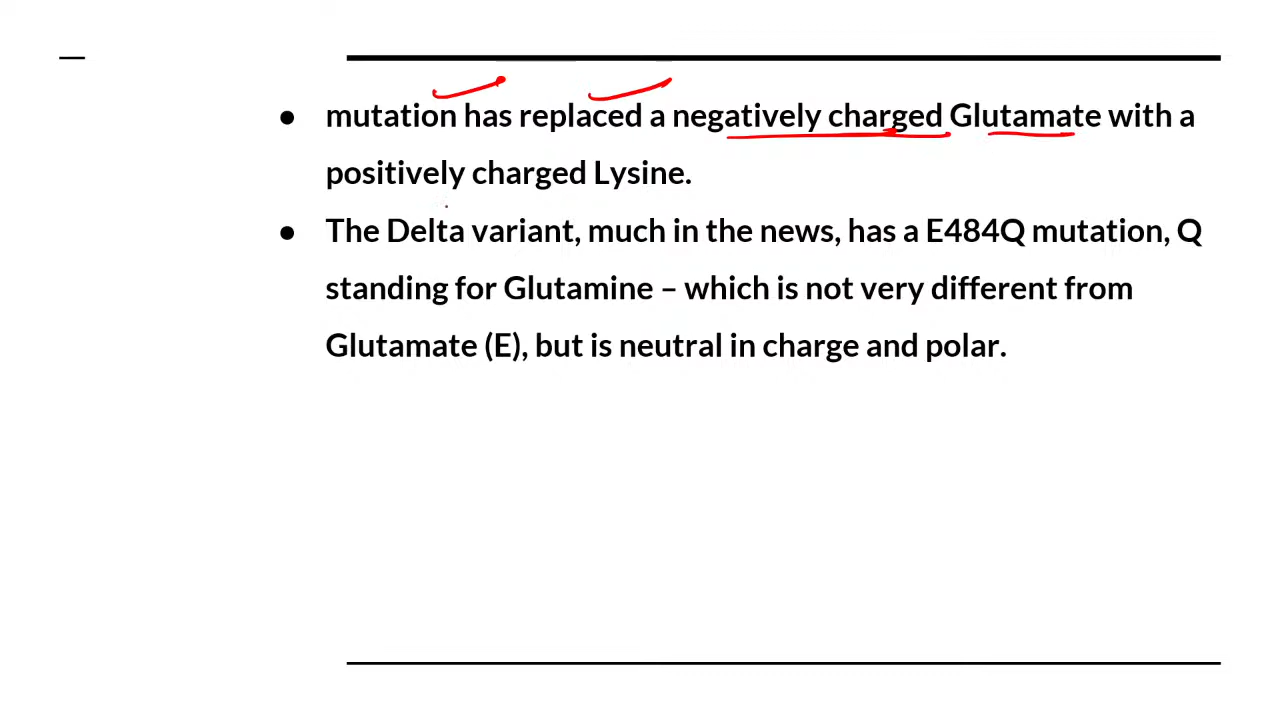 ● mutation has replaced a negatively charged Glutamate with a
positively charged Lysine.
● The Delta variant, much in the news, has a E484Q mutation, Q
standing for Glutamine – which is not very different from
Glutamate (E), but is neutral in charge and polar.